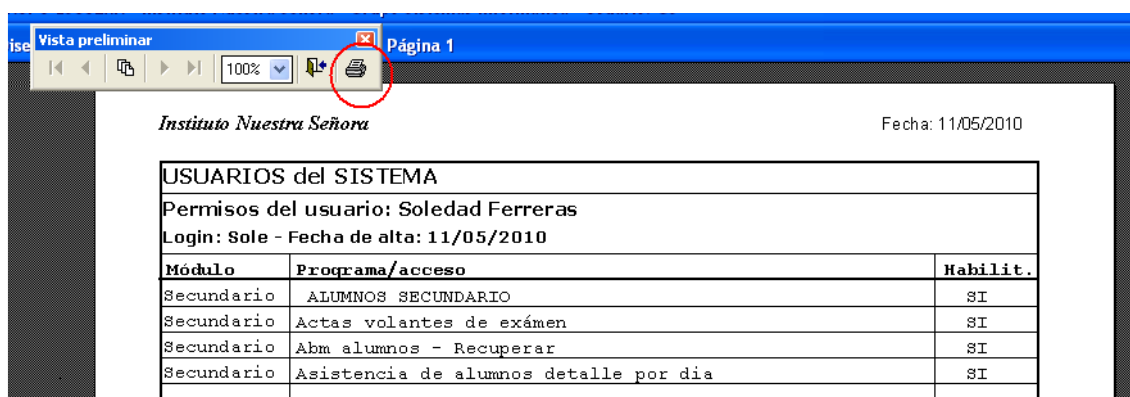 Vista preliminar
Página 1
100%
Instituto Nuestra Señora
Fecha: 11/05/2010
USUARIOS del SISTEMA
Permisos del usuario: Soledad Ferreras
Login: Sole - Fecha de alta: 11/05/2010
Módulo Programa/acceso Habilit.
Secundario ALUMNOS SECUNDARIO SI
Secundario Actas volantes de exámen SI
Secundario Abm alumnos - Recuperar SI
Secundario Asistencia de alumnos detalle por dia SI